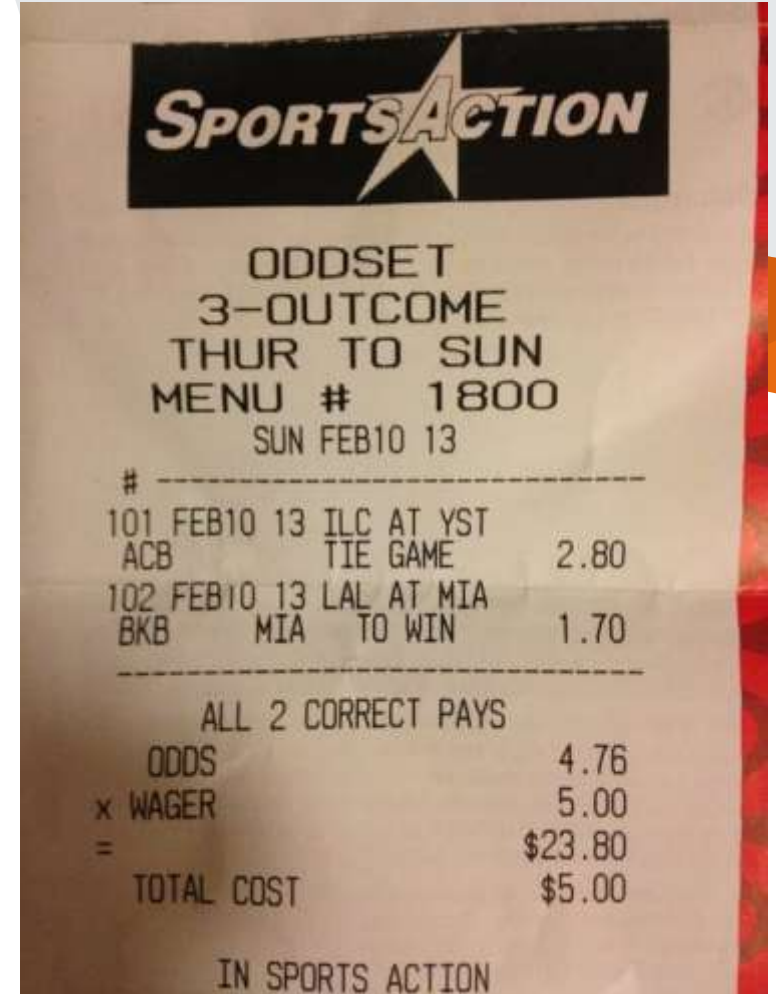 SPORTSACTION
ODDSET
3-OUTCOME
THUR TO SUN
MENU # 1800
SUN FEB10 13
# ------------------------------
101 FEB10 13 ILC AT YST
ACB TIE GAME 2.80
102 FEB10 13 LAL AT MIA
BKB MIA TO WIN 1.70
--------------------------------
ALL 2 CORRECT PAYS
ODDS 4.76
x WAGER 5.00
= $23.80
TOTAL COST $5.00
IN SPORTS ACTION